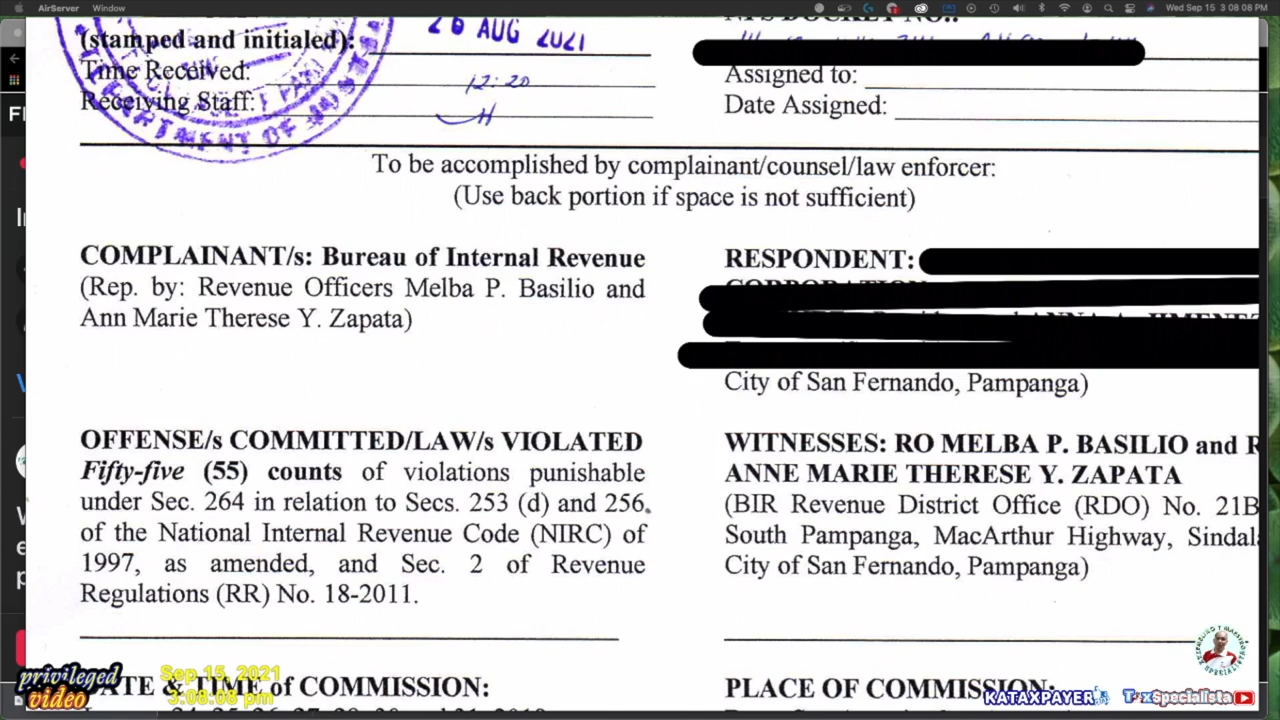 AirServer Window
Wed Sep 15 3:08:08 PM
(stamped and initialed):
26 AUG 2021
Time Received: 12:20
Receiving Staff:
Assigned to:
Date Assigned:
To be accomplished by complainant/counsel/law enforcer:
(Use back portion if space is not sufficient)
COMPLAINANT/s: Bureau of Internal Revenue
(Rep. by: Revenue Officers Melba P. Basilio and
Ann Marie Therese Y. Zapata)
RESPONDENT:
City of San Fernando, Pampanga)
OFFENSE/s COMMITTED/LAW/s VIOLATED
Fifty-five (55) counts of violations punishable
under Sec. 264 in relation to Secs. 253 (d) and 256,
of the National Internal Revenue Code (NIRC) of
1997, as amended, and Sec. 2 of Revenue
Regulations (RR) No. 18-2011.
WITNESSES: RO MELBA P. BASILIO and R
ANNE MARIE THERESE Y. ZAPATA
(BIR Revenue District Office (RDO) No. 21B
South Pampanga, MacArthur Highway, Sindal
City of San Fernando, Pampanga)
DATE & TIME of COMMISSION:
PLACE OF COMMISSION:
privileged
video
Sep 15, 2021
3:08:08 pm
KATAXPAYER
TaxSpecialista